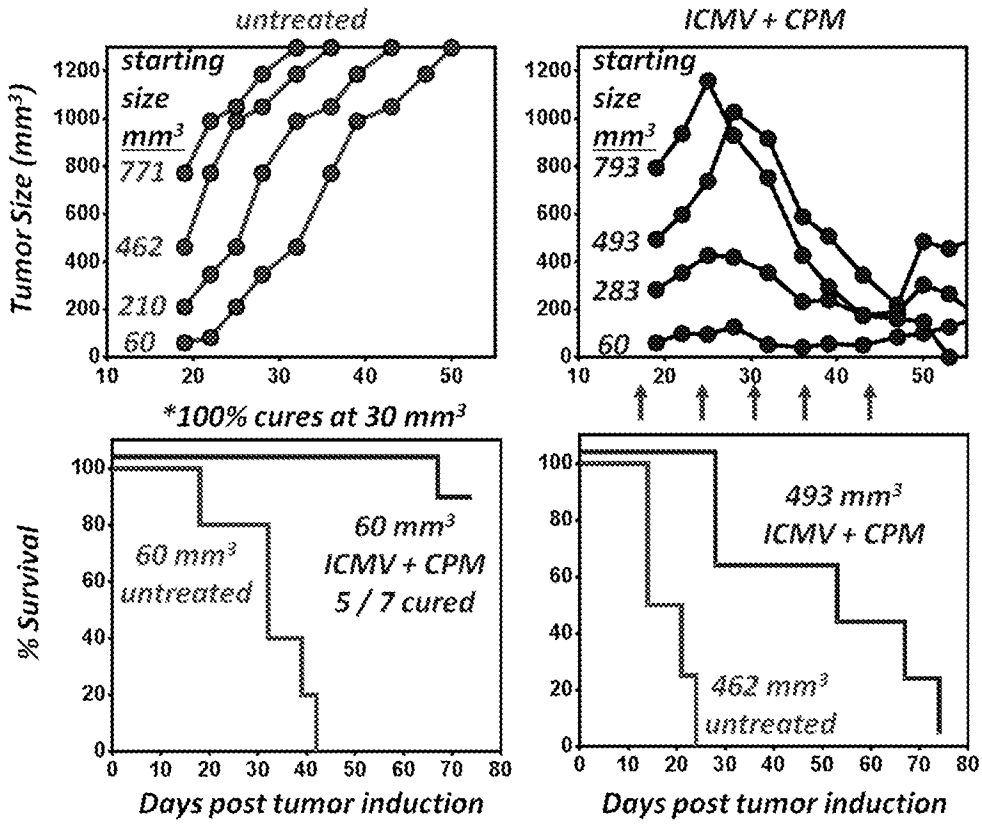 untreated
ICMV + CPM
Tumor Size (mm³)
1200
1000
800
600
400
200
0
starting
size
mm³
771
462
210
60
10
20
30
40
50
1200
1000
800
600
400
200
0
starting
size
mm³
793
493
283
60
10
20
30
40
50
*100% cures at 30 mm³
% Survival
100
80
60
40
20
0
60 mm³
untreated
60 mm³
ICMV + CPM
5 / 7 cured
0
10
20
30
40
50
60
70
80
Days post tumor induction
100
80
60
40
20
0
493 mm³
ICMV + CPM
462 mm³
untreated
0
10
20
30
40
50
60
70
80
Days post tumor induction